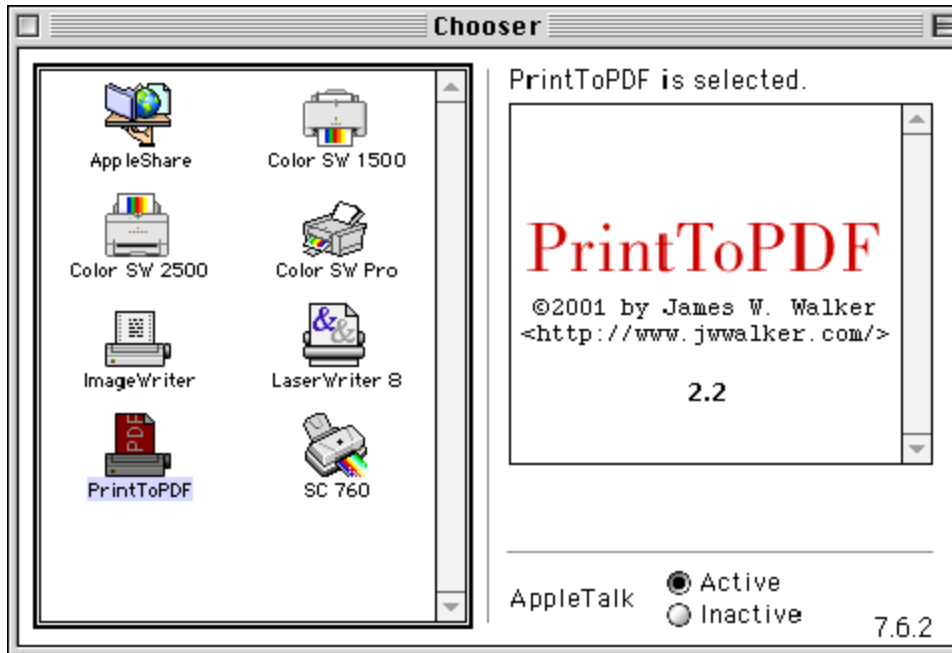 Chooser
AppleShare
Color SW 1500
Color SW 2500
Color SW Pro
ImageWriter
LaserWriter 8
&&
PDF
PrintToPDF
SC 760
PrintToPDF is selected.
PrintToPDF
©2001 by James W. Walker
<http://www.jwwalker.com/>
2.2
AppleTalk
Active
Inactive
7.6.2